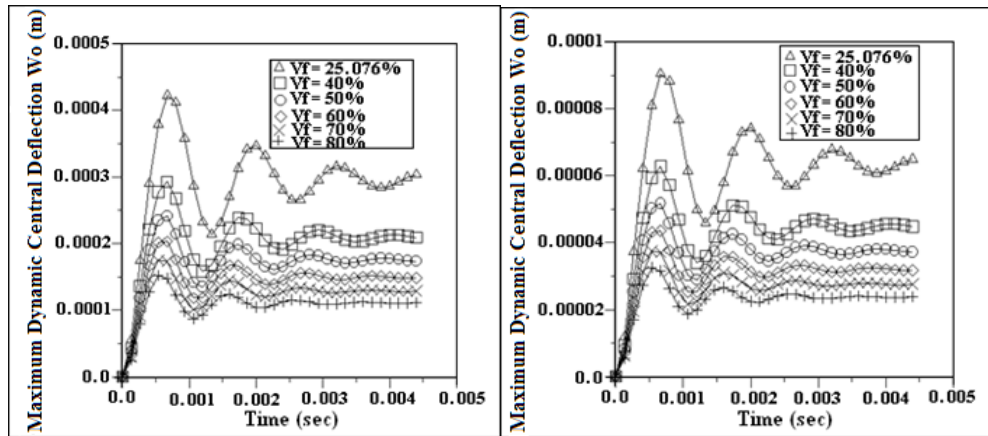 Maximum Dynamic Central Deflection Wo (m)
0.0005
0.0004
0.0003
0.0002
0.0001
0.0
Vf = 25.076%
Vf = 40%
Vf = 50%
Vf = 60%
Vf = 70%
Vf = 80%
0.0
0.001
0.002
0.003
0.004
0.005
Time (sec)
Maximum Dynamic Central Deflection Wo (m)
0.0001
0.00008
0.00006
0.00004
0.00002
0.0
Vf = 25.076%
Vf = 40%
Vf = 50%
Vf = 60%
Vf = 70%
Vf = 80%
0.0
0.001
0.002
0.003
0.004
0.005
Time (sec)